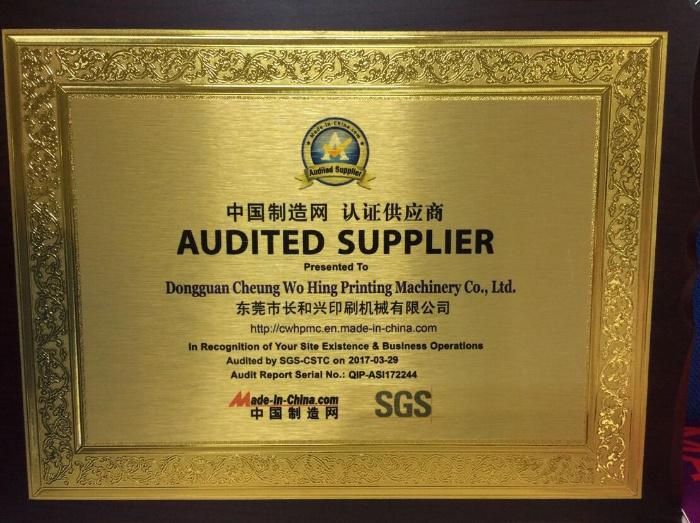 Made-in-China.com
Audited Supplier
中国制造网 认证供应商
AUDITED SUPPLIER
Presented To
Dongguan Cheung Wo Hing Printing Machinery Co., Ltd.
东莞市长和兴印刷机械有限公司
http://cwhpmc.en.made-in-china.com
In Recognition of Your Site Existence & Business Operations
Audited by SGS-CSTC on 2017-03-29
Audit Report Serial No.: QIP-ASI172244
Made-in-China.com
中国制造网
SGS